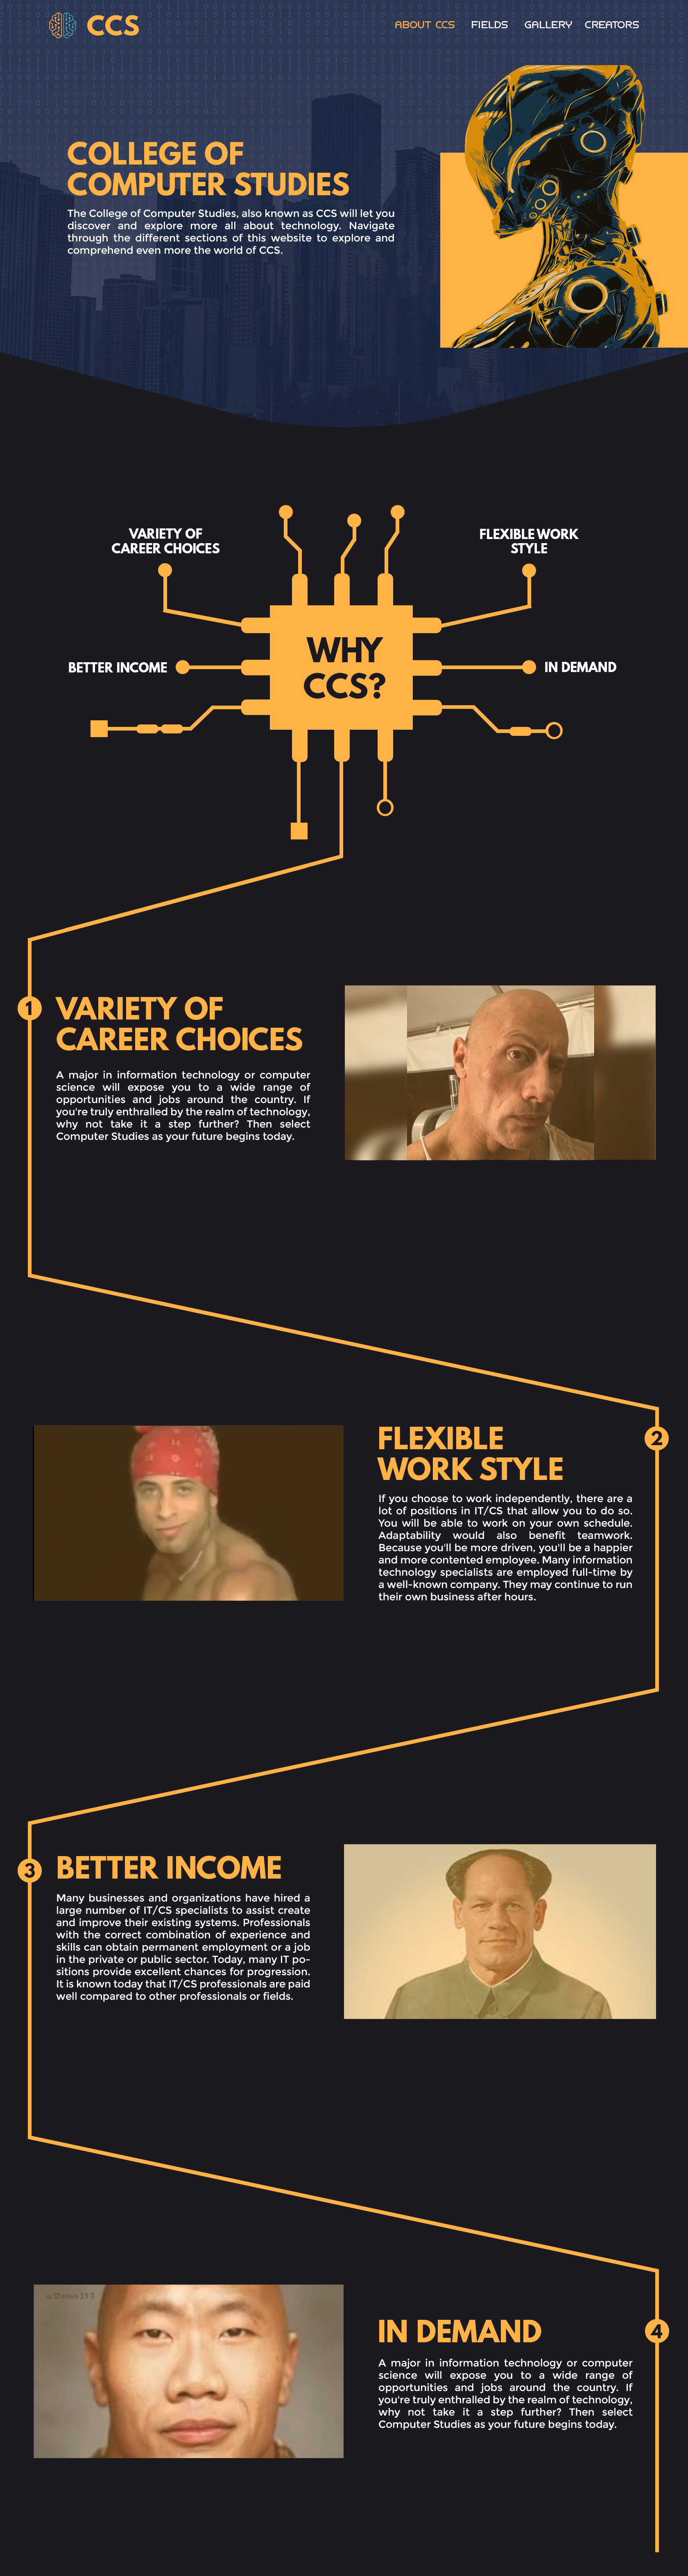 CCS
ABOUT CCS
FIELDS
GALLERY
CREATORS
COLLEGE OF
COMPUTER STUDIES
The College of Computer Studies, also known as CCS will let you
discover and explore more all about technology. Navigate
through the different sections of this website to explore and
comprehend even more the world of CCS.
VARIETY OF
CAREER CHOICES
FLEXIBLE WORK
STYLE
WHY
CCS?
BETTER INCOME
IN DEMAND
1
VARIETY OF
CAREER CHOICES
A major in information technology or computer
science will expose you to a wide range of
opportunities and jobs around the country. If
you're truly enthralled by the realm of technology,
why not take it a step further? Then select
Computer Studies as your future begins today.
FLEXIBLE
WORK STYLE
2
If you choose to work independently, there are a
lot of positions in IT/CS that allow you to do so.
You will be able to work on your own schedule.
Adaptability would also benefit teamwork.
Because you'll be more driven, you'll be a happier
and more contented employee. Many information
technology specialists are employed full-time by
a well-known company. They may continue to run
their own business after hours.
3
BETTER INCOME
Many businesses and organizations have hired a
large number of IT/CS specialists to assist create
and improve their existing systems. Professionals
with the correct combination of experience and
skills can obtain permanent employment or a job
in the private or public sector. Today, many IT po-
sitions provide excellent chances for progression.
It is known today that IT/CS professionals are paid
well compared to other professionals or fields.
IN DEMAND
4
A major in information technology or computer
science will expose you to a wide range of
opportunities and jobs around the country. If
you're truly enthralled by the realm of technology,
why not take it a step further? Then select
Computer Studies as your future begins today.